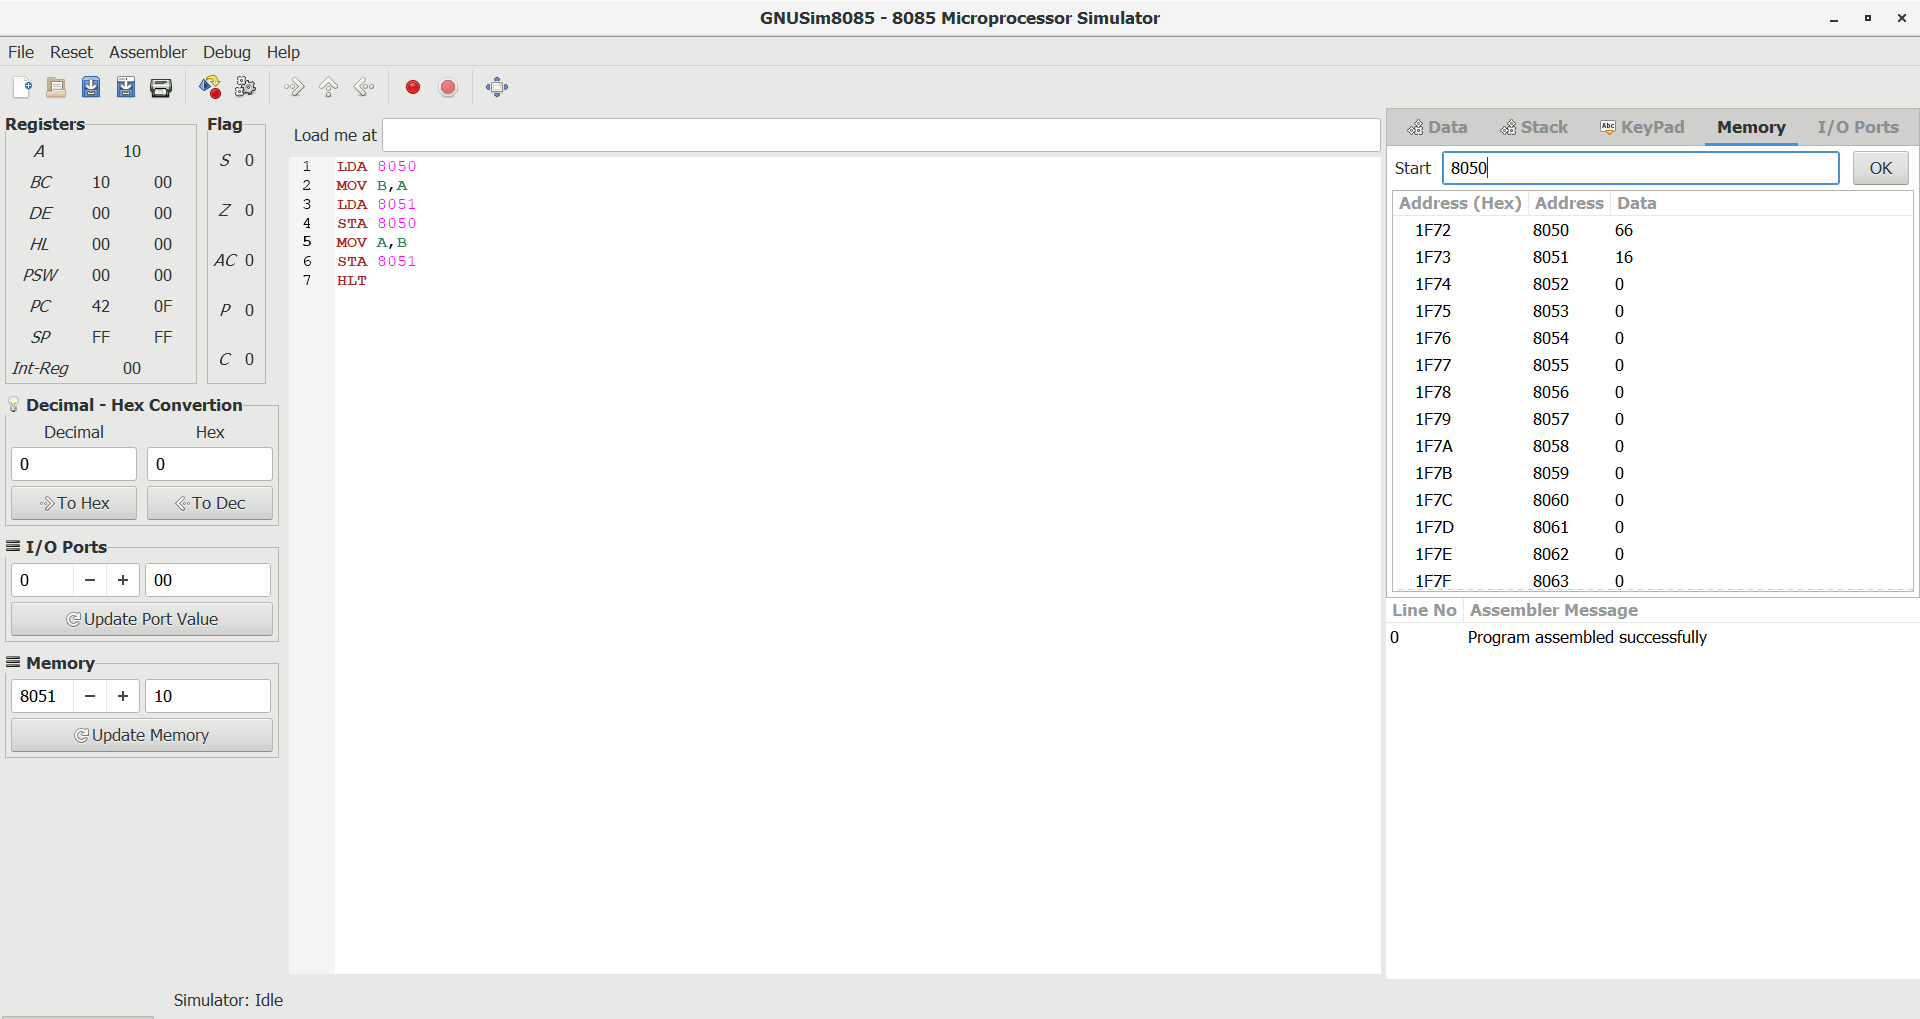 GNUSim8085 - 8085 Microprocessor Simulator
File Reset Assembler Debug Help
Registers
A 10
BC 10 00
DE 00 00
HL 00 00
PSW 00 00
PC 42 0F
SP FF FF
Int-Reg 00
Flag
S 0
Z 0
AC 0
P 0
C 0
Decimal - Hex Convertion
Decimal Hex
0 0
To Hex To Dec
I/O Ports
0 − + 00
Update Port Value
Memory
8051 − + 10
Update Memory
Load me at
1 LDA 8050
2 MOV B,A
3 LDA 8051
4 STA 8050
5 MOV A,B
6 STA 8051
7 HLT
Data Stack Abc KeyPad Memory I/O Ports
Start 8050 OK
Address (Hex) Address Data
1F72 8050 66
1F73 8051 16
1F74 8052 0
1F75 8053 0
1F76 8054 0
1F77 8055 0
1F78 8056 0
1F79 8057 0
1F7A 8058 0
1F7B 8059 0
1F7C 8060 0
1F7D 8061 0
1F7E 8062 0
1F7F 8063 0
Line No Assembler Message
0 Program assembled successfully
Simulator: Idle